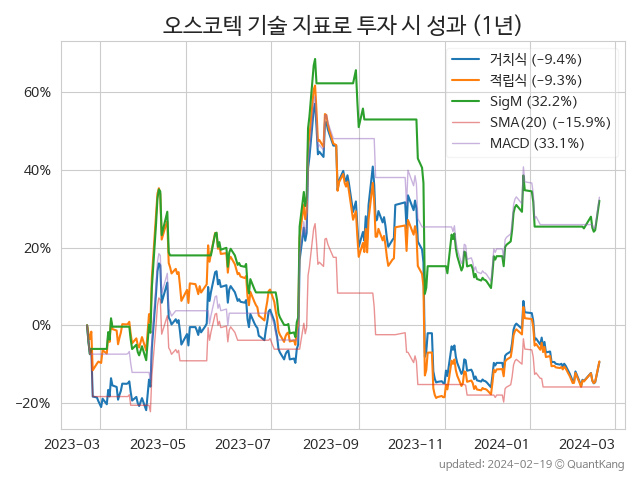 오스코텍 기술 지표로 투자 시 성과 (1년)
거치식 (−9.4%)
적립식 (−9.3%)
SigM (32.2%)
SMA(20) (−15.9%)
MACD (33.1%)
60%
40%
20%
0%
−20%
2023-03 2023-05 2023-07 2023-09 2023-11 2024-01 2024-03
updated: 2024-02-19 © QuantKang